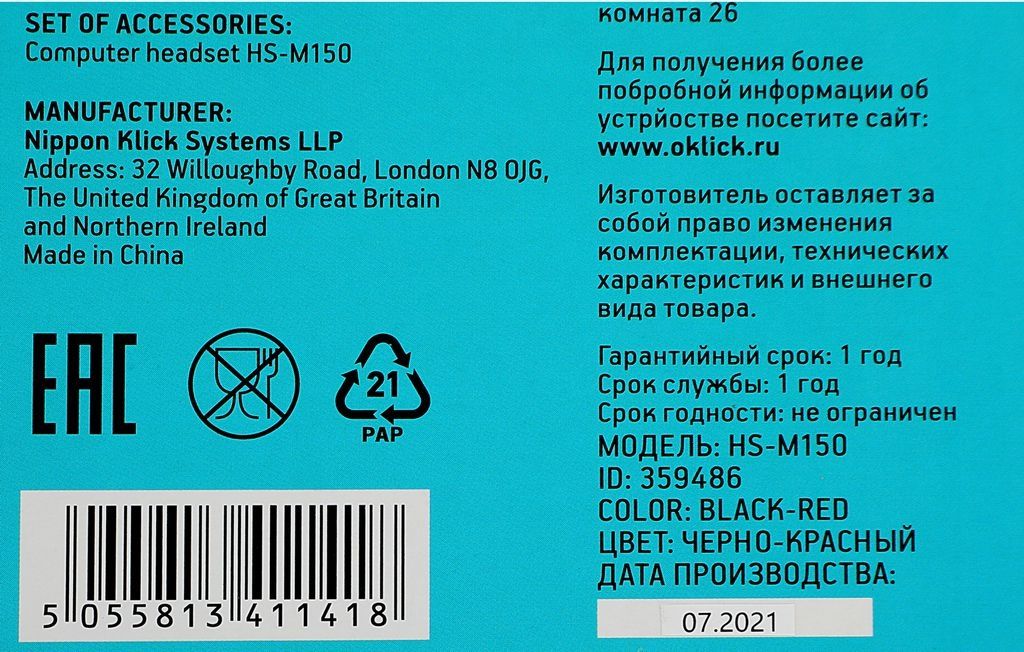 SET OF ACCESSORIES:
Computer headset HS-M150
MANUFACTURER:
Nippon Klick Systems LLP
Address: 32 Willoughby Road, London N8 0JG,
The United Kingdom of Great Britain
and Northern Ireland
Made in China
EAC
21
PAP
5 055813 411418
комната 26
Для получения более
побробной информации об
устрйостве посетите сайт:
www.oklick.ru
Изготовитель оставляет за
собой право изменения
комплектации, технических
характеристик и внешнего
вида товара.
Гарантийный срок: 1 год
Срок службы: 1 год
Срок годности: не ограничен
МОДЕЛЬ: HS-M150
ID: 359486
COLOR: BLACK-RED
ЦВЕТ: ЧЕРНО-КРАСНЫЙ
ДАТА ПРОИЗВОДСТВА:
07.2021